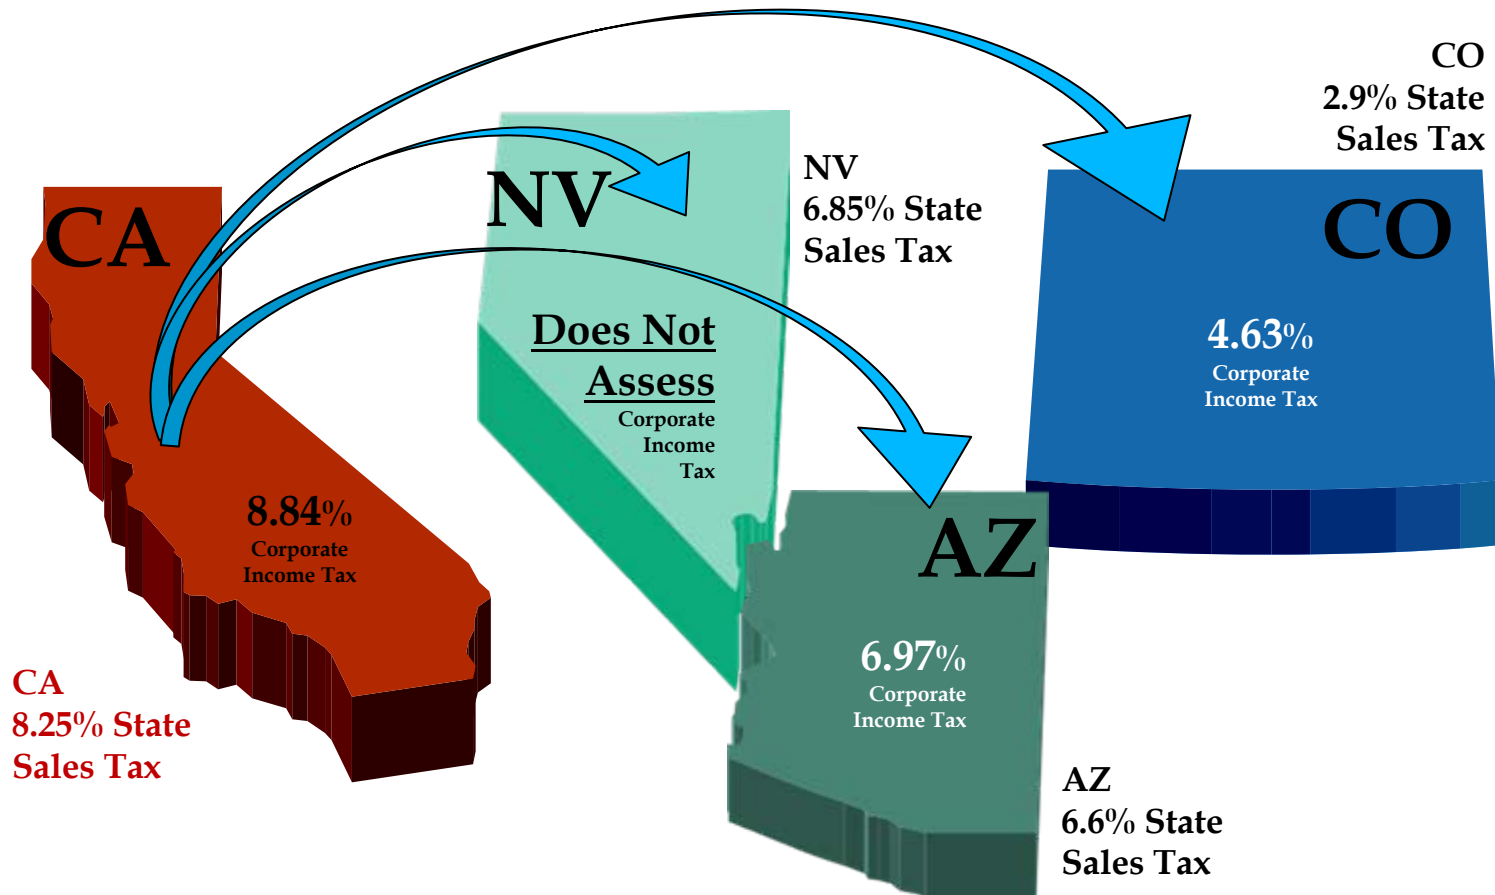 CA
8.84%
Corporate
Income Tax
CA
8.25% State
Sales Tax
NV
Does Not
Assess
Corporate
Income
Tax
NV
6.85% State
Sales Tax
AZ
6.97%
Corporate
Income Tax
AZ
6.6% State
Sales Tax
CO
2.9% State
Sales Tax
CO
4.63%
Corporate
Income Tax